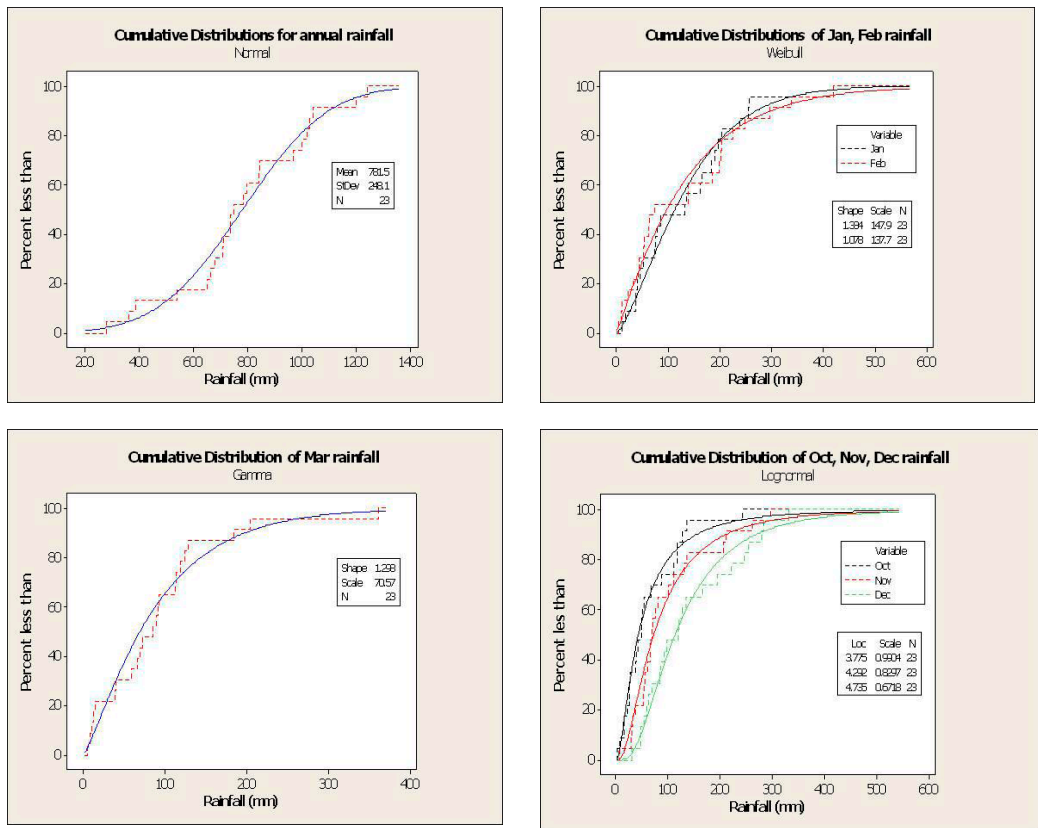 Cumulative Distributions for annual rainfall
Normal
100
80
60
40
20
0
Percent less than
Mean 781.5
StDev 248.1
N 23
200 400 600 800 1000 1200 1400
Rainfall (mm)
Cumulative Distributions of Jan, Feb rainfall
Weibull
100
80
60
40
20
0
Percent less than
Variable
Jan
Feb
Shape Scale N
1.394 147.9 23
1.078 137.7 23
0 100 200 300 400 500 600
Rainfall (mm)
Cumulative Distribution of Mar rainfall
Gamma
100
80
60
40
20
0
Percent less than
Shape 1.298
Scale 70.57
N 23
0 100 200 300 400
Rainfall (mm)
Cumulative Distribution of Oct, Nov, Dec rainfall
Lognormal
100
80
60
40
20
0
Percent less than
Variable
Oct
Nov
Dec
Loc Scale N
3.775 0.9904 23
4.292 0.8297 23
4.735 0.6718 23
0 100 200 300 400 500 600
Rainfall (mm)